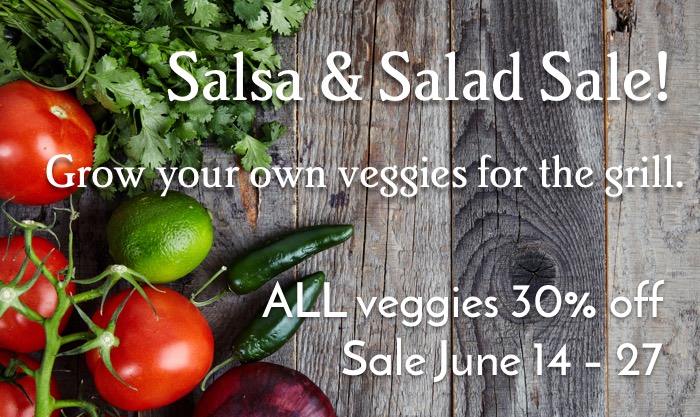 Salsa & Salad Sale!
Grow your own veggies for the grill.
ALL veggies 30% off
Sale June 14 – 27